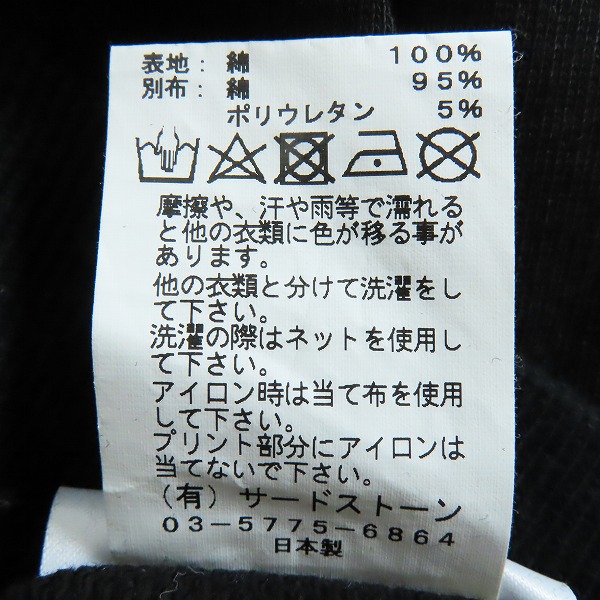 表地： 綿 １００％
別布： 綿 ９５％
ポリウレタン ５％
摩擦や、汗や雨等で濡れる
と他の衣類に色が移る事が
あります。
他の衣類と分けて洗濯をし
て下さい。
洗濯の際はネットを使用し
て下さい。
アイロン時は当て布を使用
して下さい。
プリント部分にアイロンは
当てないで下さい。
（有）サードストーン
０３－５７７５－６８６４
日本製